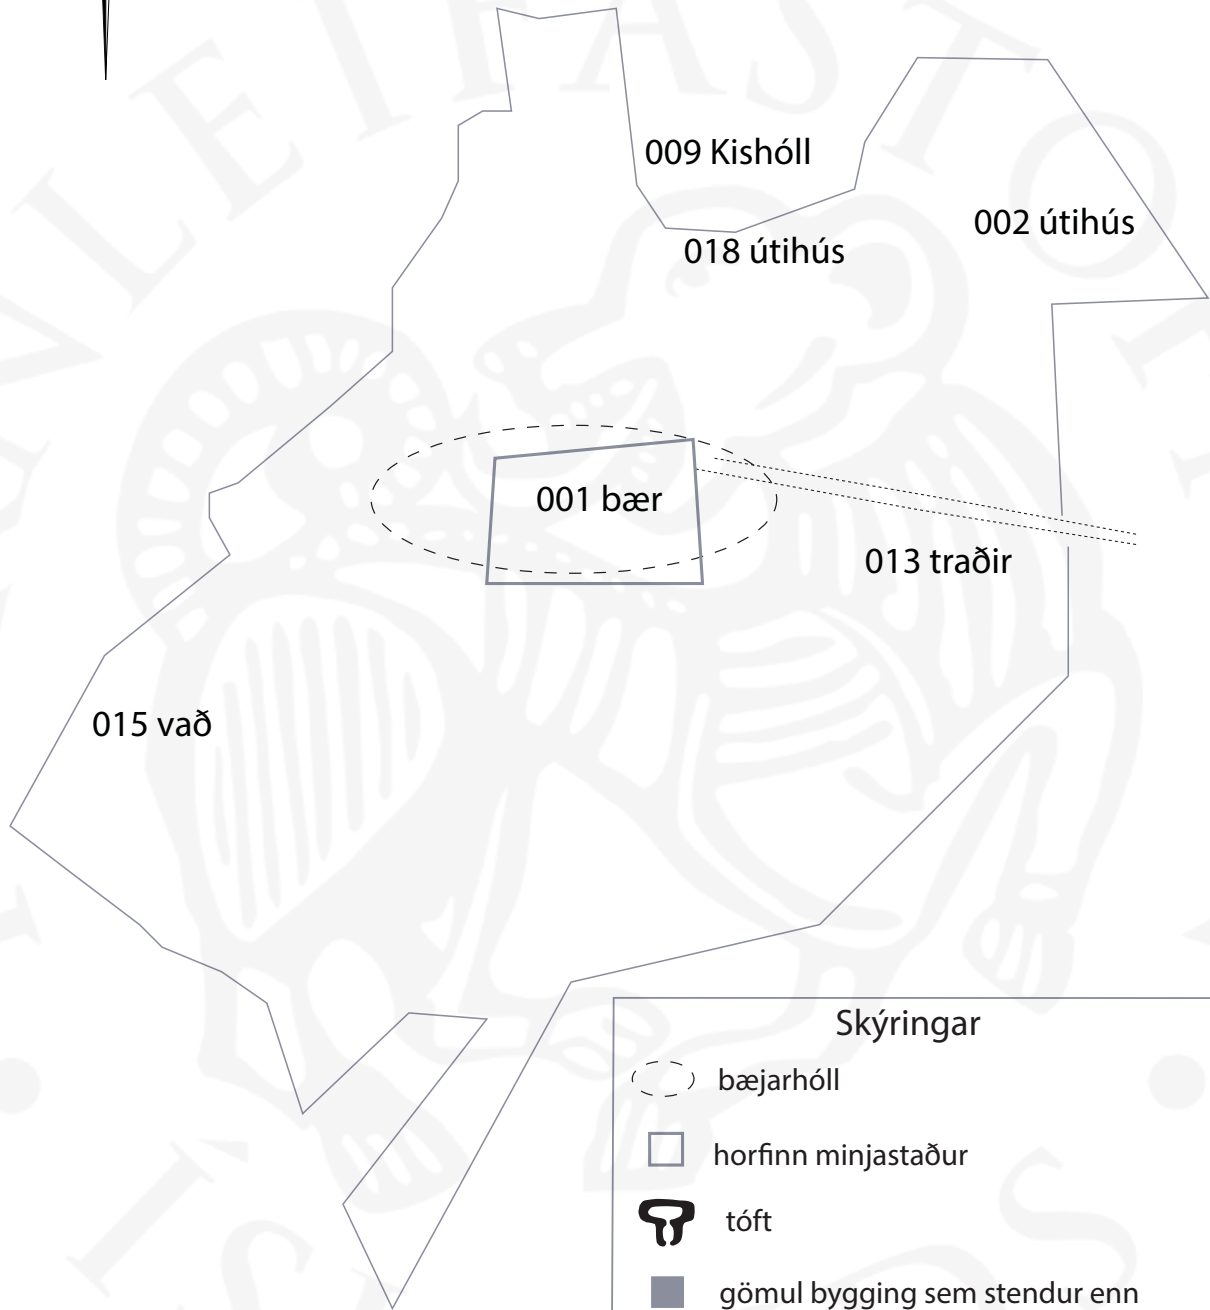 009 Kishóll
002 útihús
018 útihús
001 bær
013 traðir
015 vað
Skýringar
bæjarhóll
horfinn minjastaður
tóft
gömul bygging sem stendur enn